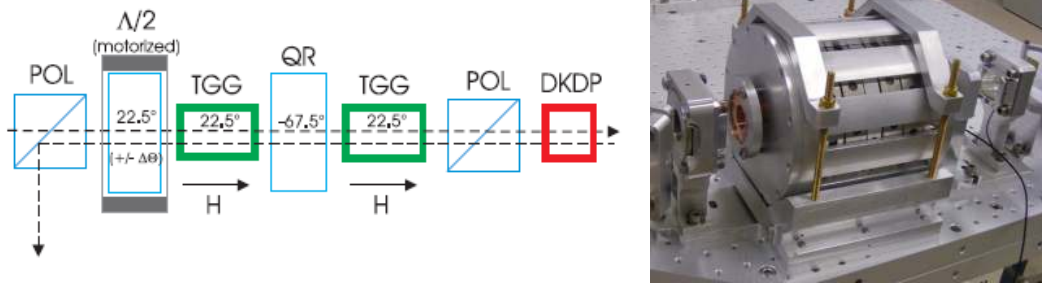 Λ/2
(motorized)
POL
TGG
QR
TGG
POL
DKDP
22.5°
22.5°
-67.5°
22.5°
(+/- ΔΘ)
H
H